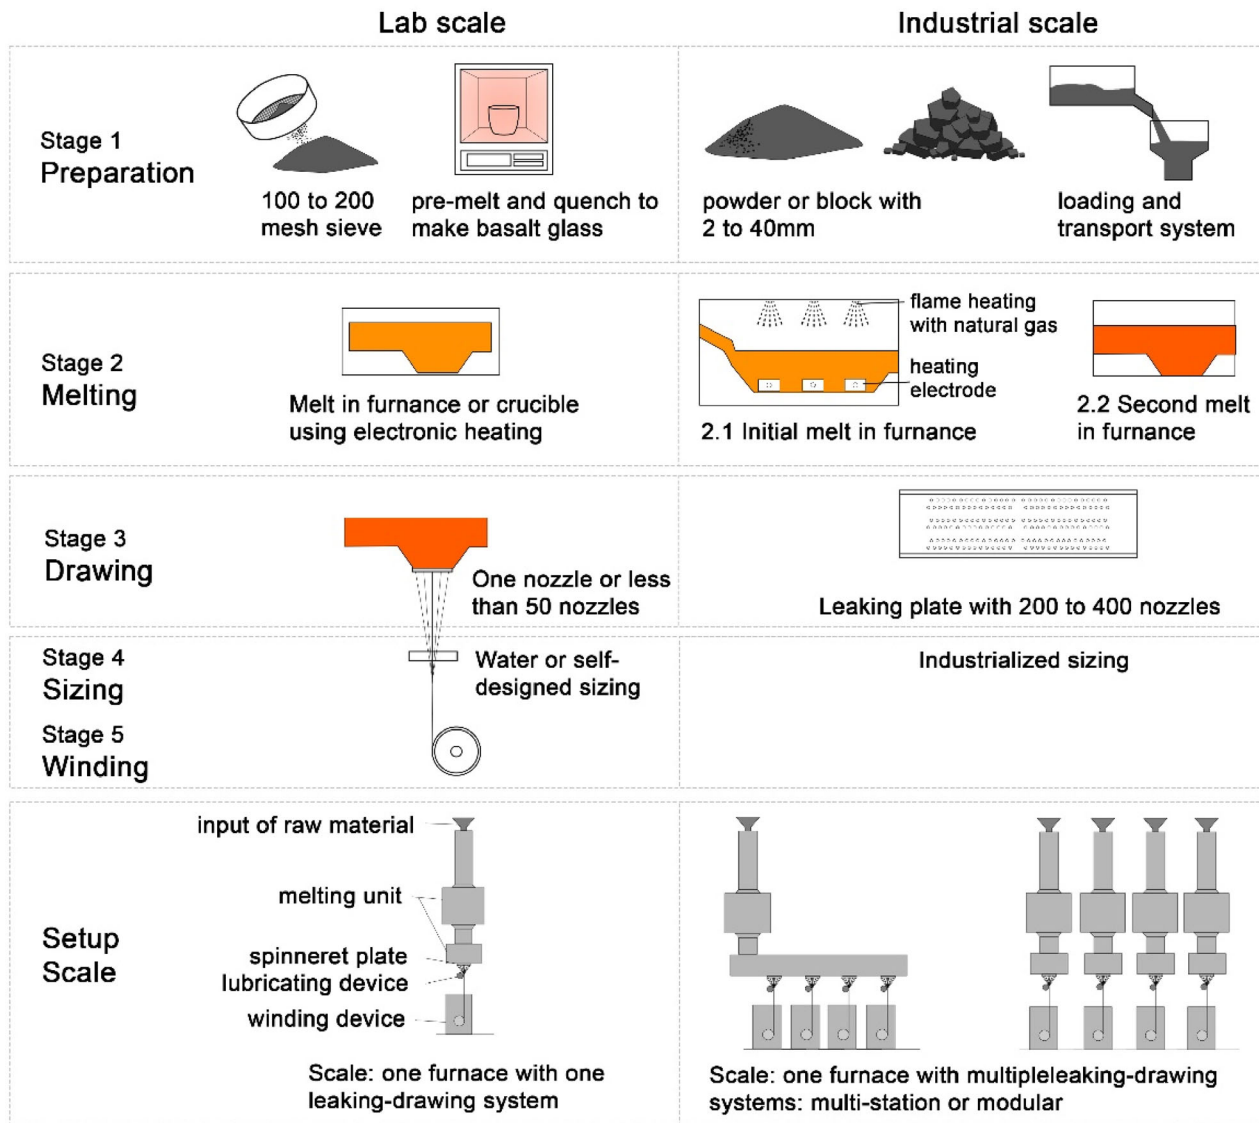 Lab scale
Industrial scale
Stage 1
Preparation
100 to 200
mesh sieve
pre-melt and quench to
make basalt glass
powder or block with
2 to 40mm
loading and
transport system
Stage 2
Melting
Melt in furnance or crucible
using electronic heating
flame heating
with natural gas
heating
electrode
2.1 Initial melt in furnance
2.2 Second melt
in furnance
Stage 3
Drawing
One nozzle or less
than 50 nozzles
Leaking plate with 200 to 400 nozzles
Stage 4
Sizing
Water or self-
designed sizing
Industrialized sizing
Stage 5
Winding
Setup
Scale
input of raw material
melting unit
spinneret plate
lubricating device
winding device
Scale: one furnace with one
leaking-drawing system
Scale: one furnace with multipleleaking-drawing
systems: multi-station or modular